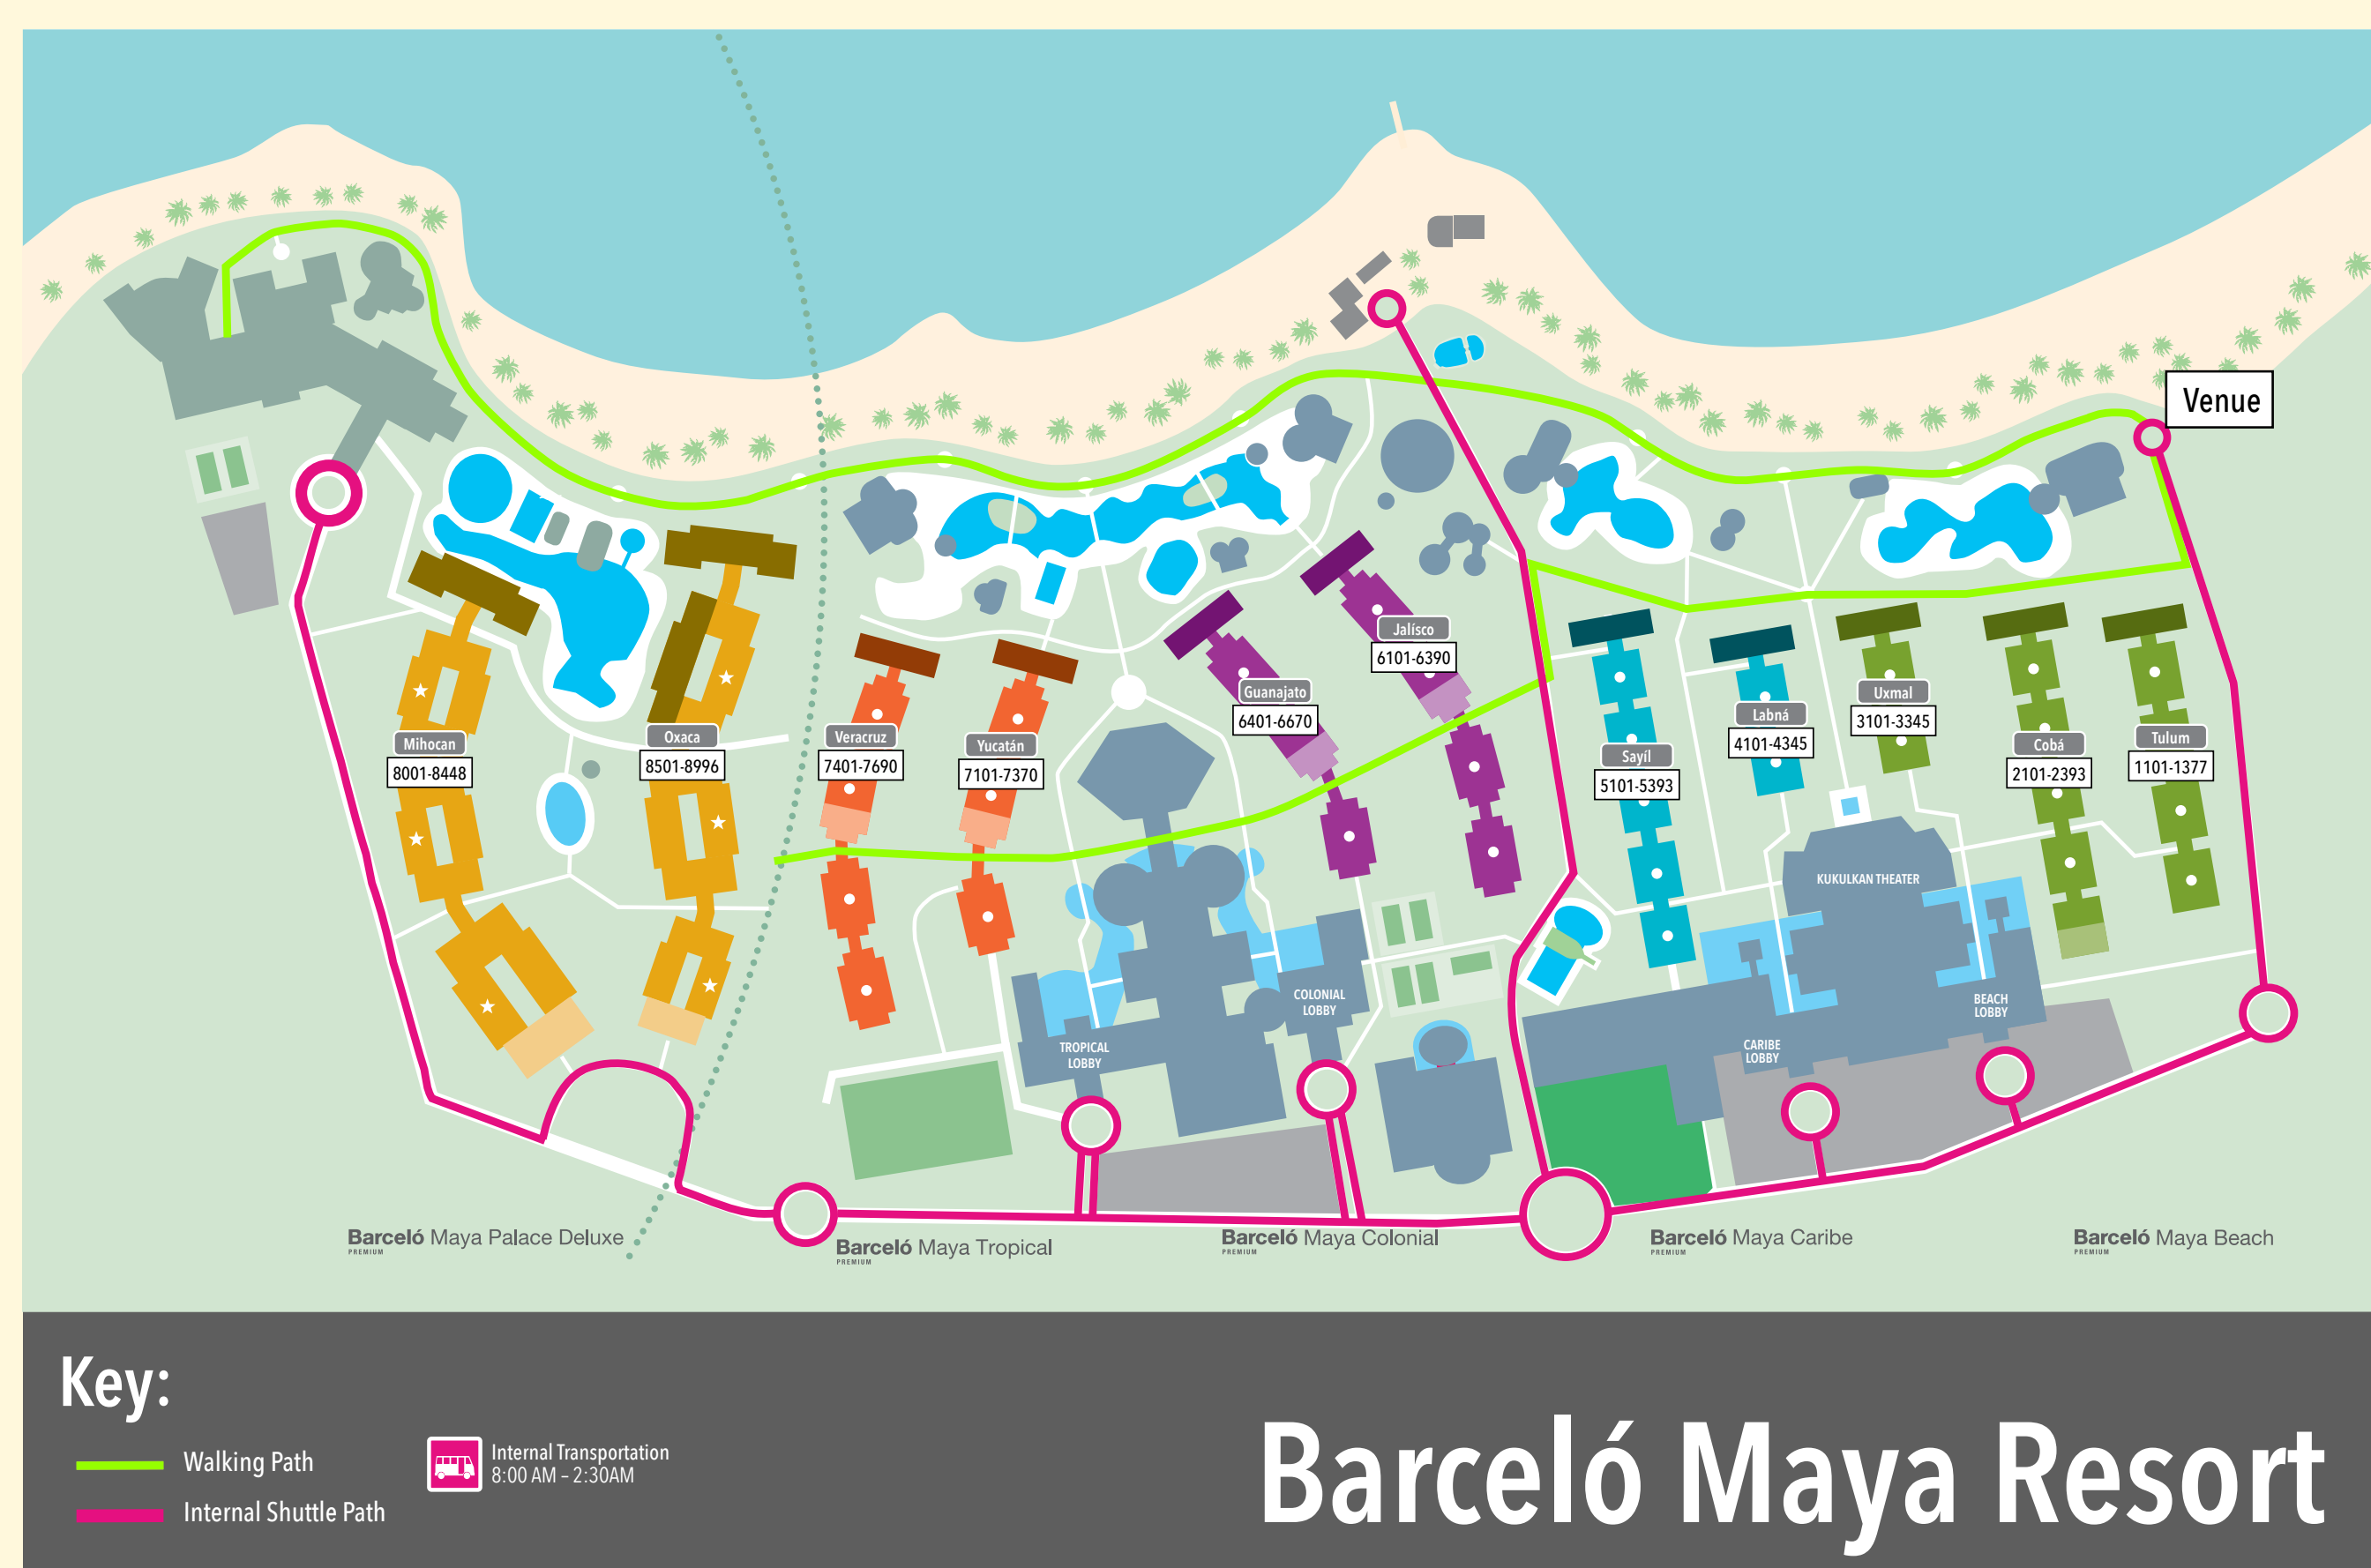 Venue
Jalísco
6101-6390
Guanajato
6401-6670
Uxmal
3101-3345
Labná
4101-4345
Mihocan
8001-8448
Oxaca
8501-8996
Veracruz
7401-7690
Yucatán
7101-7370
Sayíl
5101-5393
Cobá
2101-2393
Tulum
1101-1377
KUKULKAN THEATER
COLONIAL
LOBBY
BEACH
LOBBY
TROPICAL
LOBBY
CARIBE
LOBBY
Barceló Maya Palace Deluxe
PREMIUM
Barceló Maya Tropical
PREMIUM
Barceló Maya Colonial
PREMIUM
Barceló Maya Caribe
PREMIUM
Barceló Maya Beach
PREMIUM
Key:
Walking Path
Internal Shuttle Path
Internal Transportation
8:00 AM – 2:30AM
Barceló Maya Resort